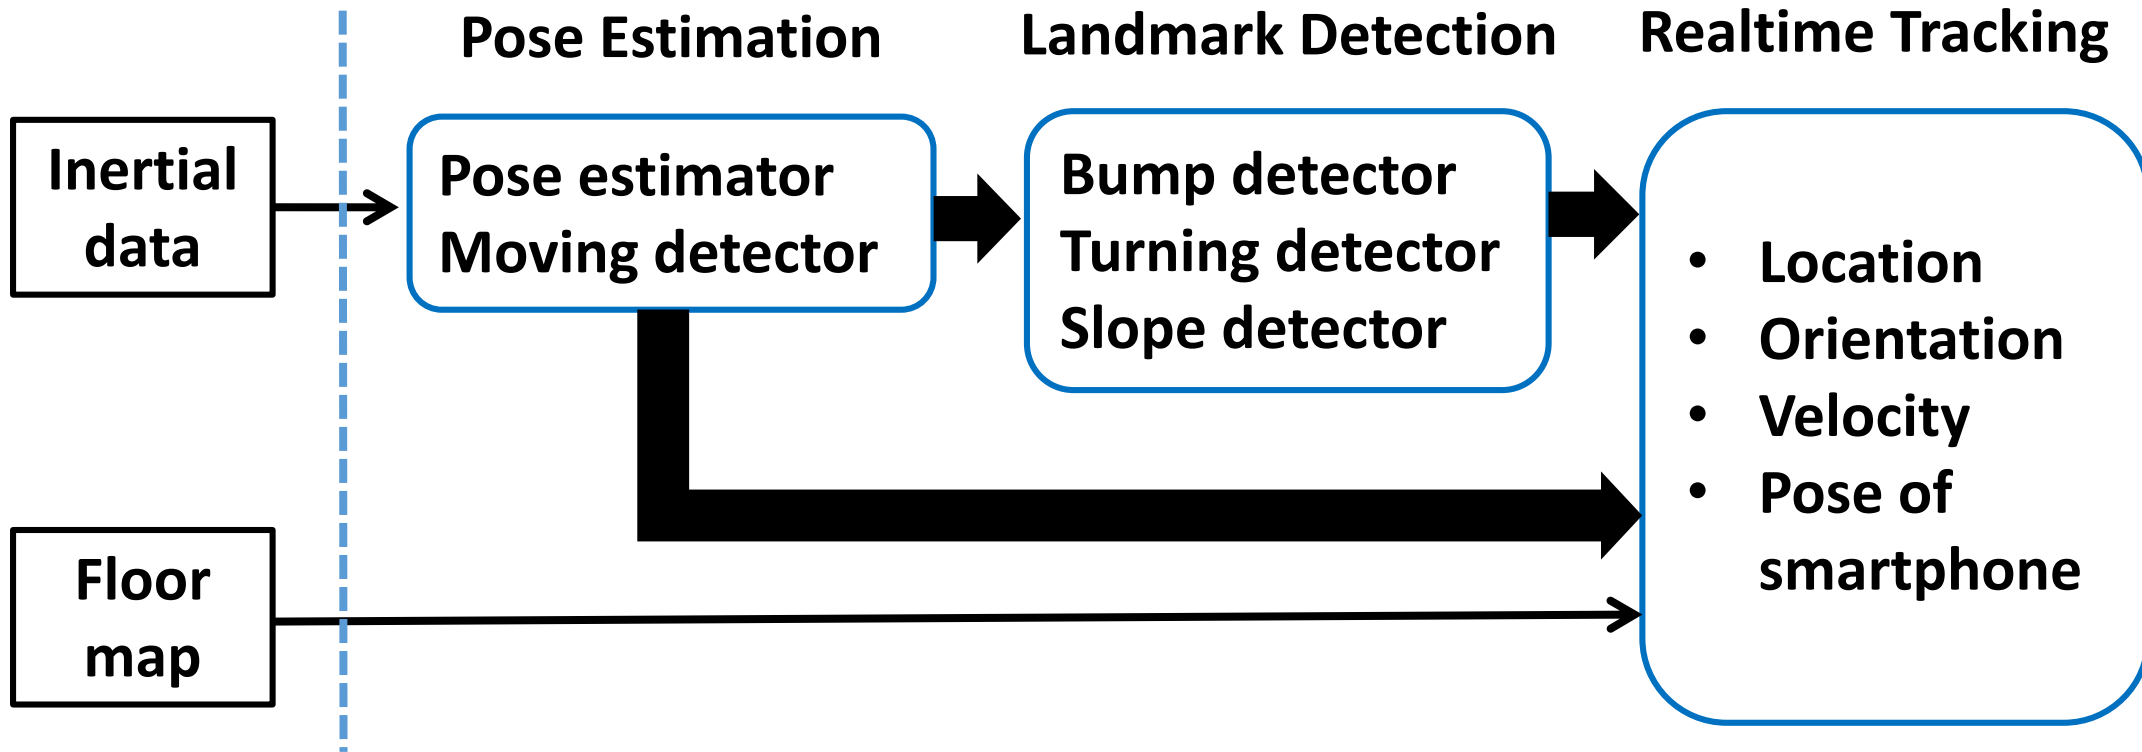 Pose Estimation
Landmark Detection
Realtime Tracking
Inertial
data
Pose estimator
Moving detector
Bump detector
Turning detector
Slope detector
• Location
• Orientation
• Velocity
• Pose of
smartphone
Floor
map